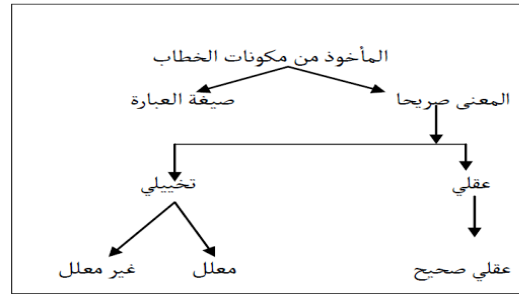 المأخوذ من مكونات الخطاب
المعنى صريحا صيغة العبارة
عقلي تخييلي
عقلي صحيح معلل غير معلل